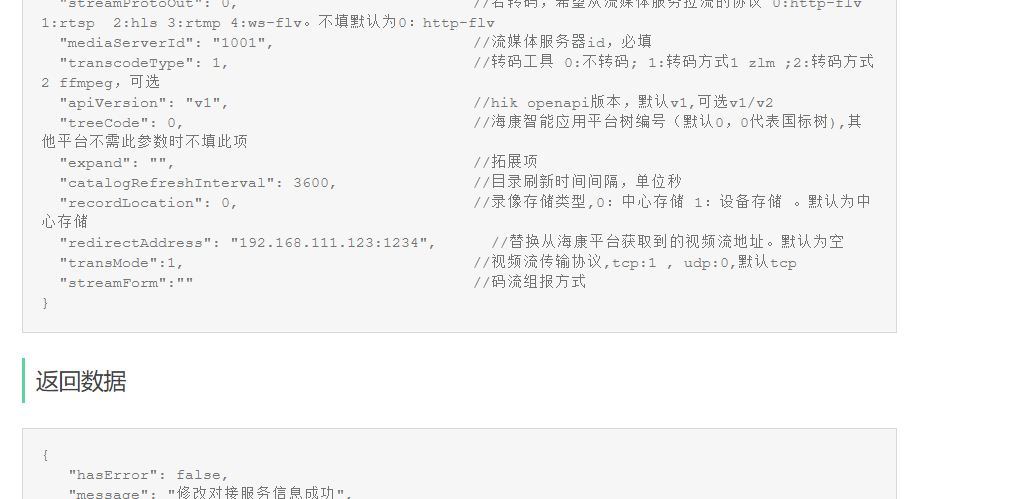 "streamProtoOut": 0, //若转码，希望从流媒体服务拉流的协议 0:http-flv
1:rtsp 2:hls 3:rtmp 4:ws-flv。不填默认为0：http-flv
"mediaServerId": "1001", //流媒体服务器id，必填
"transcodeType": 1, //转码工具 0:不转码; 1:转码方式1 zlm ;2:转码方式
2 ffmpeg，可选
"apiVersion": "v1", //hik openapi版本，默认v1,可选v1/v2
"treeCode": 0, //海康智能应用平台树编号（默认0，0代表国标树),其
他平台不需此参数时不填此项
"expand": "", //拓展项
"catalogRefreshInterval": 3600, //目录刷新时间间隔，单位秒
"recordLocation": 0, //录像存储类型,0：中心存储 1：设备存储 。默认为中
心存储
"redirectAddress": "192.168.111.123:1234", //替换从海康平台获取到的视频流地址。默认为空
"transMode":1, //视频流传输协议,tcp:1 , udp:0,默认tcp
"streamForm":"" //码流组报方式
}
返回数据
{
"hasError": false,
"message": "修改对接服务信息成功",